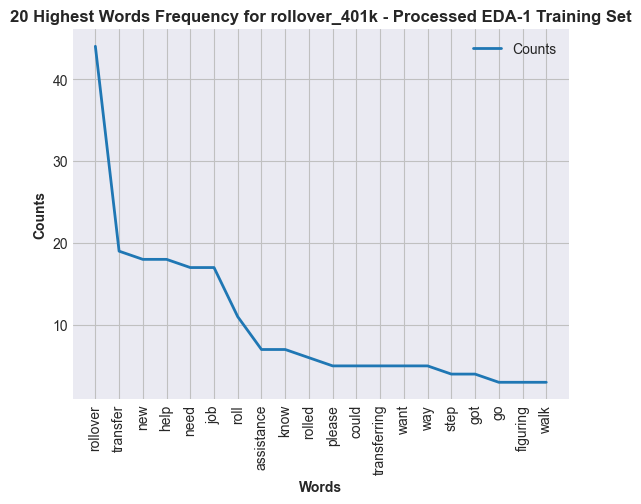 20 Highest Words Frequency for rollover_401k - Processed EDA-1 Training Set
Counts
Counts
40
30
20
10
rollover
transfer
new
help
need
job
roll
assistance
know
rolled
please
could
transferring
want
way
step
got
go
figuring
walk
Words